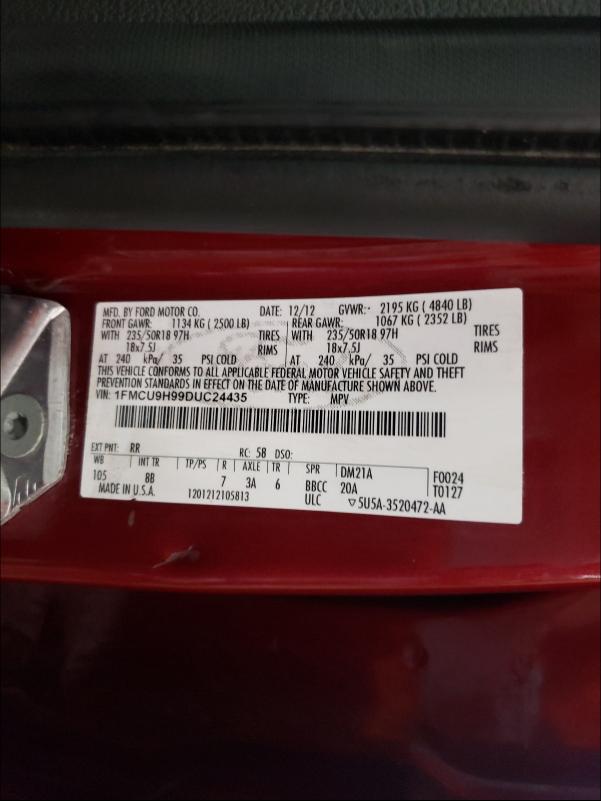 MFD. BY FORD MOTOR CO. DATE: 12/12 GVWR:- 2195 KG ( 4840 LB)
FRONT GAWR: 1134 KG ( 2500 LB) REAR GAWR: 1067 KG ( 2352 LB)
WITH 235/50R18 97H TIRES WITH 235/50R18 97H TIRES
18x7.5J RIMS 18x7.5J RIMS
AT 240 kPa/ 35 PSI COLD AT 240 kPa/ 35 PSI COLD
THIS VEHICLE CONFORMS TO ALL APPLICABLE FEDERAL MOTOR VEHICLE SAFETY AND THEFT
PREVENTION STANDARDS IN EFFECT ON THE DATE OF MANUFACTURE SHOWN ABOVE.
VIN: 1FMCU9H99DUC24435 TYPE: MPV
EXT PNT: RR RC: 58 DSO:
WB INT TR TP/PS R AXLE TR SPR DM21A F0024
105 8B 7 3A 6 BBCC 20A T0127
MADE IN U.S.A. 1201212105813 ULC ▽5U5A-3520472-AA